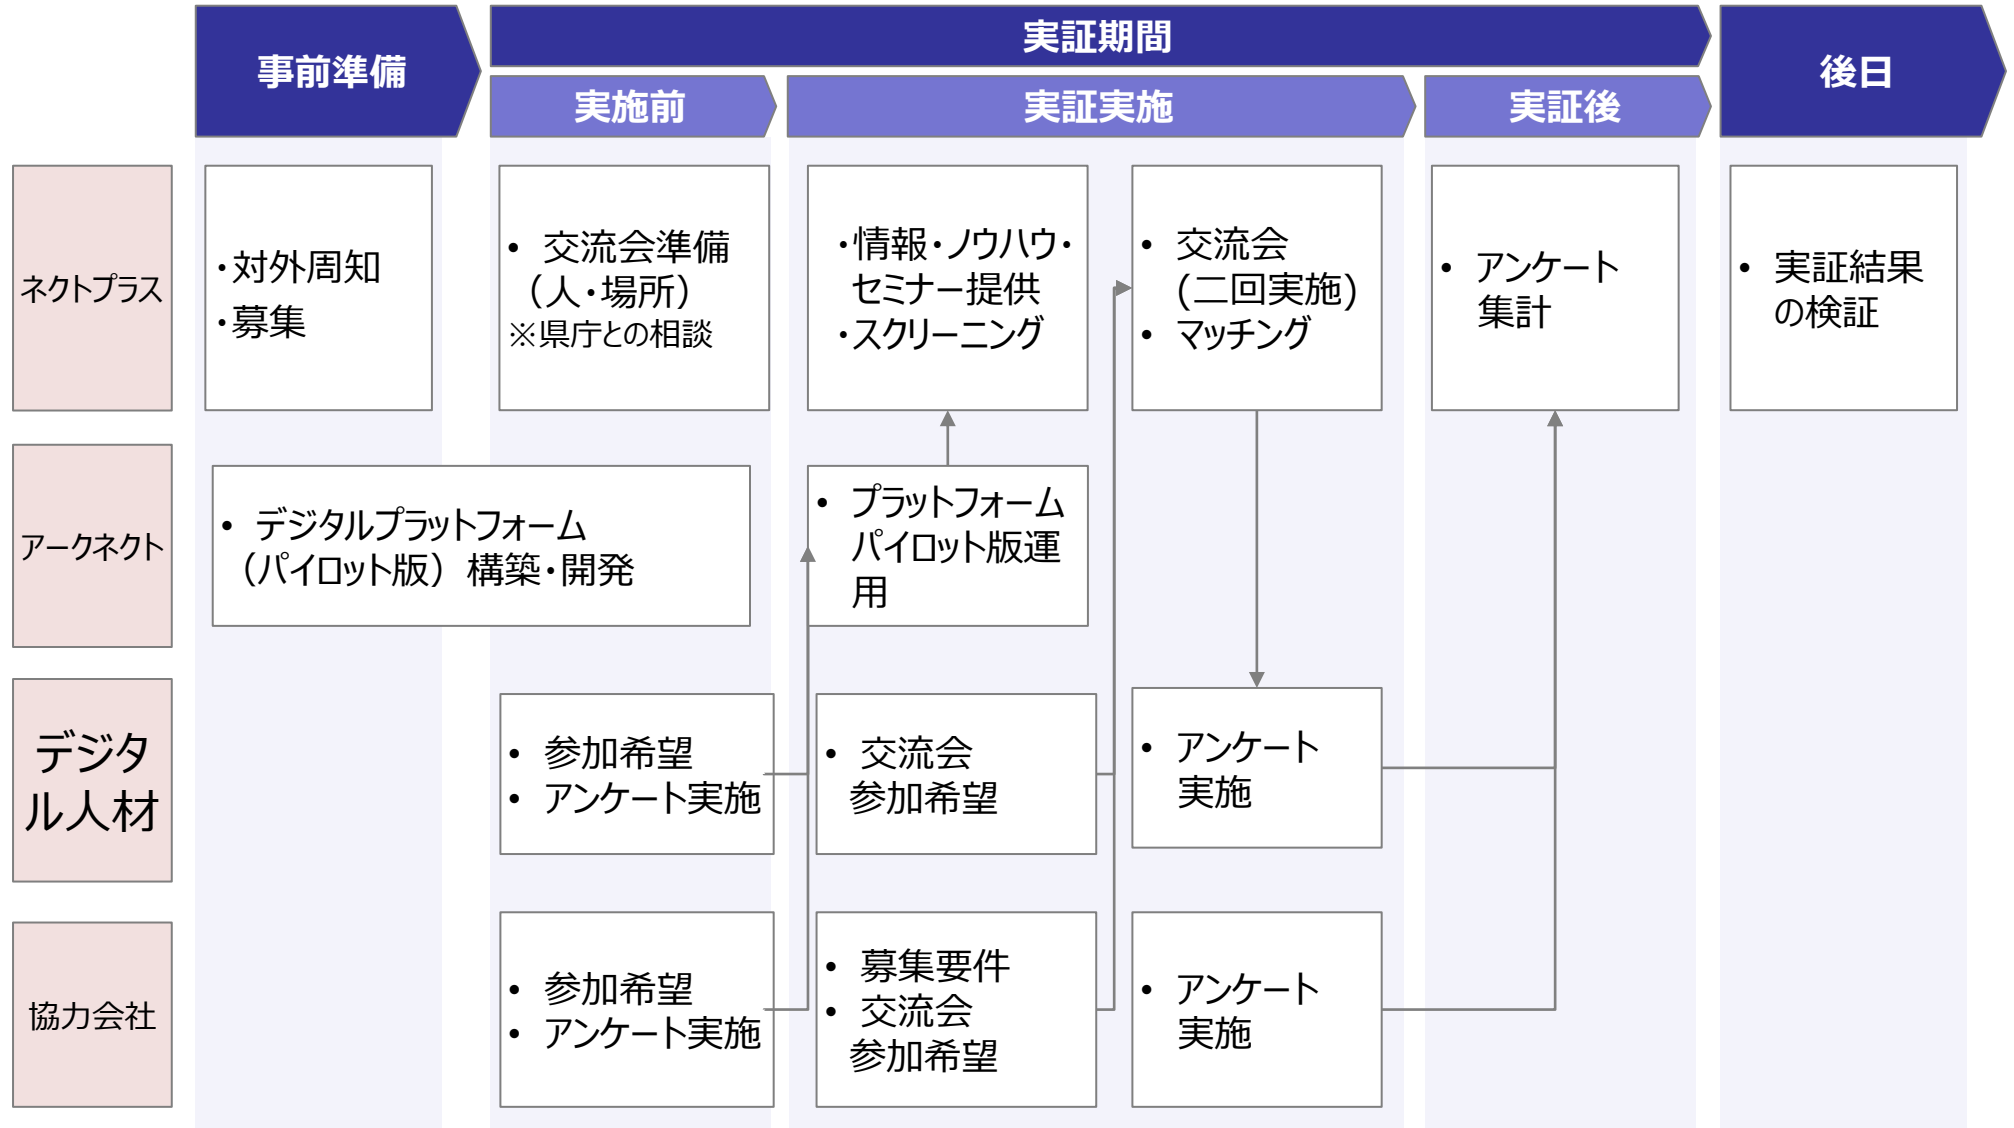 事前準備
実証期間
後日
実施前
実証実施
実証後
ネクトプラス
・対外周知
・募集
• 交流会準備
（人・場所）
※県庁との相談
・情報・ノウハウ・
セミナー提供
・スクリーニング
• 交流会
(二回実施)
• マッチング
• アンケート
集計
• 実証結果
の検証
アークネクト
• デジタルプラットフォーム
（パイロット版）構築・開発
• プラットフォーム
パイロット版運
用
デジタ
ル人材
• 参加希望
• アンケート実施
• 交流会
参加希望
• アンケート
実施
協力会社
• 参加希望
• アンケート実施
• 募集要件
• 交流会
参加希望
• アンケート
実施